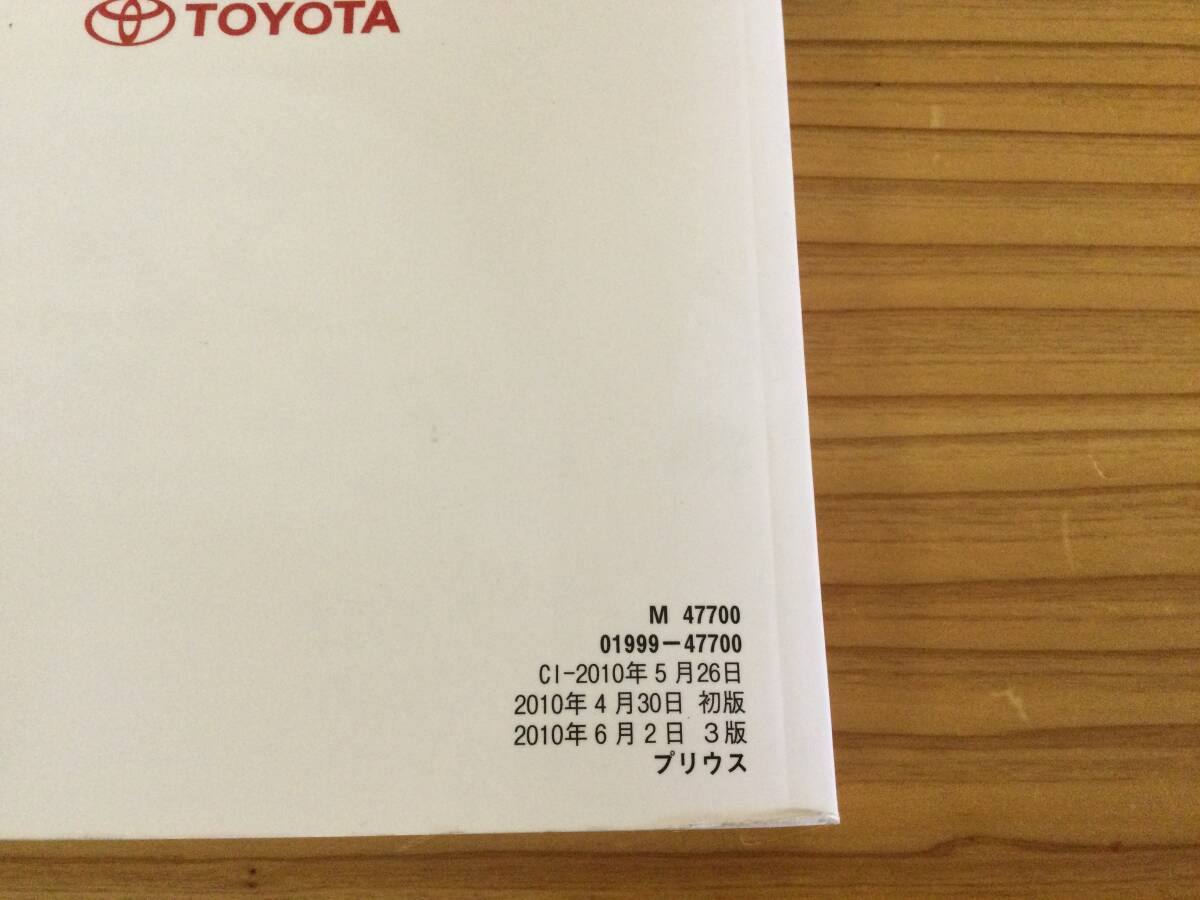 TOYOTA
M 47700
01999-47700
CI-2010年5月26日
2010年4月30日 初版
2010年6月2日 3版
プリウス